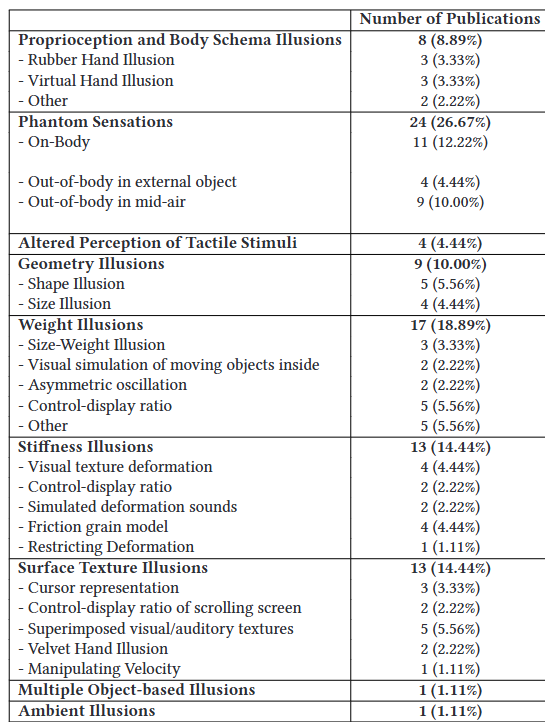 Number of Publications
Proprioception and Body Schema Illusions 8 (8.89%)
- Rubber Hand Illusion 3 (3.33%)
- Virtual Hand Illusion 3 (3.33%)
- Other 2 (2.22%)
Phantom Sensations 24 (26.67%)
- On-Body 11 (12.22%)
- Out-of-body in external object 4 (4.44%)
- Out-of-body in mid-air 9 (10.00%)
Altered Perception of Tactile Stimuli 4 (4.44%)
Geometry Illusions 9 (10.00%)
- Shape Illusion 5 (5.56%)
- Size Illusion 4 (4.44%)
Weight Illusions 17 (18.89%)
- Size-Weight Illusion 3 (3.33%)
- Visual simulation of moving objects inside 2 (2.22%)
- Asymmetric oscillation 2 (2.22%)
- Control-display ratio 5 (5.56%)
- Other 5 (5.56%)
Stiffness Illusions 13 (14.44%)
- Visual texture deformation 4 (4.44%)
- Control-display ratio 2 (2.22%)
- Simulated deformation sounds 2 (2.22%)
- Friction grain model 4 (4.44%)
- Restricting Deformation 1 (1.11%)
Surface Texture Illusions 13 (14.44%)
- Cursor representation 3 (3.33%)
- Control-display ratio of scrolling screen 2 (2.22%)
- Superimposed visual/auditory textures 5 (5.56%)
- Velvet Hand Illusion 2 (2.22%)
- Manipulating Velocity 1 (1.11%)
Multiple Object-based Illusions 1 (1.11%)
Ambient Illusions 1 (1.11%)